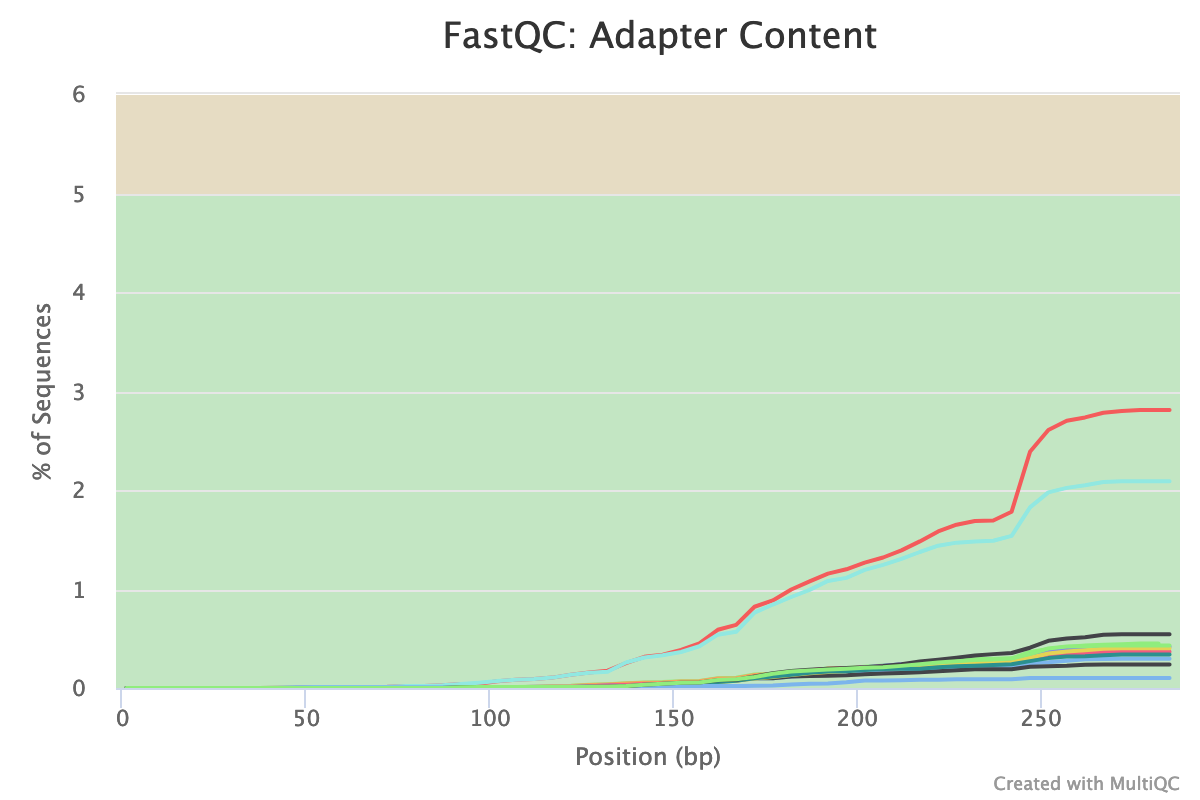 FastQC: Adapter Content
6
5
4
3
2
1
0
% of Sequences
0 50 100 150 200 250
Position (bp)
Created with MultiQC